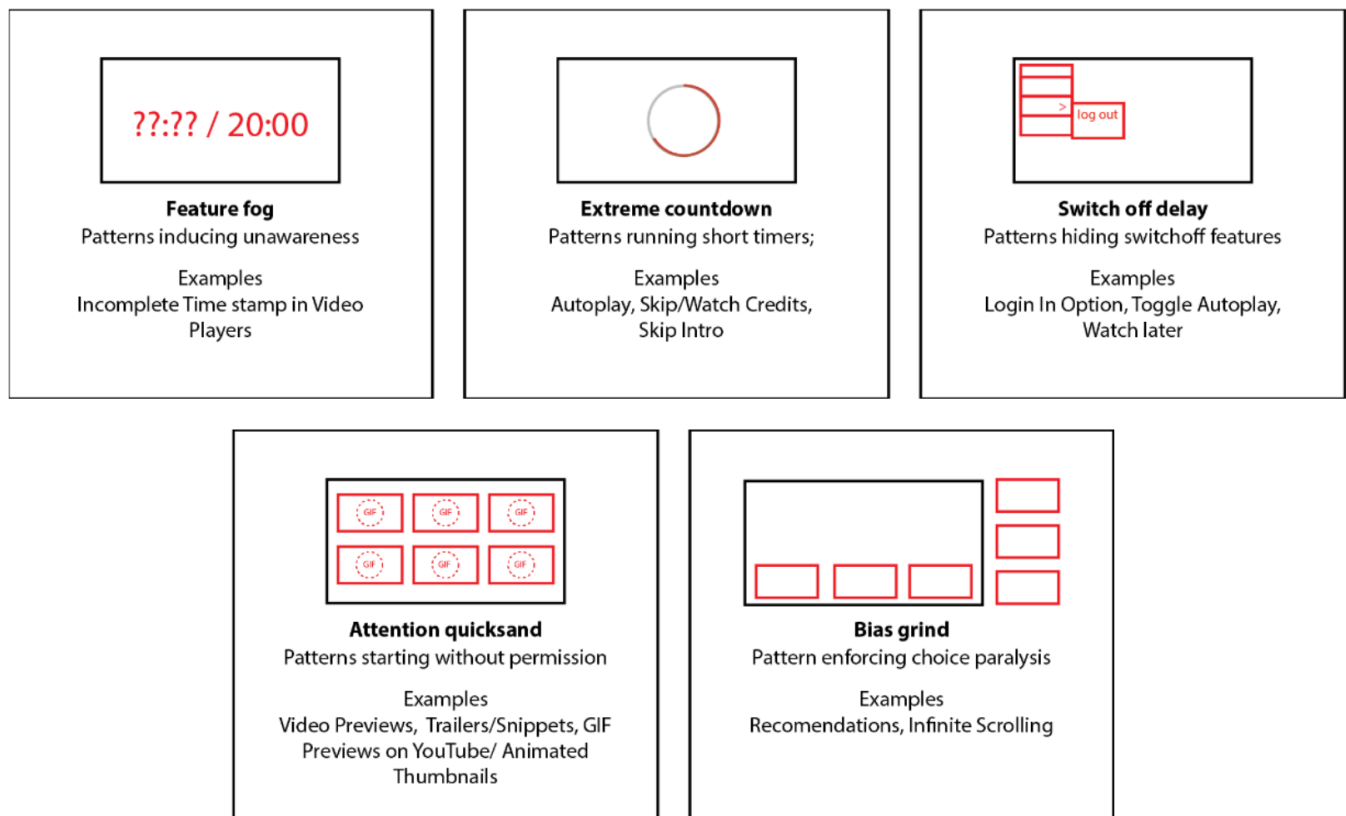 ??:?? / 20:00
Feature fog
Patterns inducing unawareness
Examples
Incomplete Time stamp in Video
Players
Extreme countdown
Patterns running short timers;
Examples
Autoplay, Skip/Watch Credits,
Skip Intro
>
log out
Switch off delay
Patterns hiding switchoff features
Examples
Login In Option, Toggle Autoplay,
Watch later
GIF GIF GIF
GIF GIF GIF
Attention quicksand
Patterns starting without permission
Examples
Video Previews, Trailers/Snippets, GIF
Previews on YouTube/ Animated
Thumbnails
Bias grind
Pattern enforcing choice paralysis
Examples
Recomendations, Infinite Scrolling